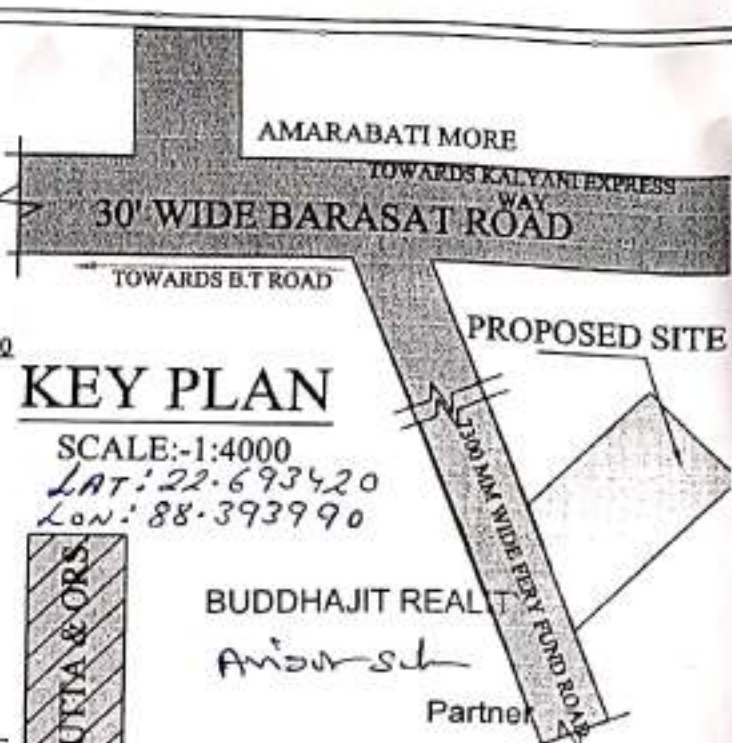 AMARABATI MORE
TOWARDS KALYANI EXPRESS
WAY
30' WIDE BARASAT ROAD
TOWARDS B.T ROAD
PROPOSED SITE
KEY PLAN
SCALE:-1:4000
LAT: 22.693420
LON: 88.393990
7300 MM WIDE FERY FUND ROAD
UTTA & ORS.
BUDDHAJIT REALIT
Partner